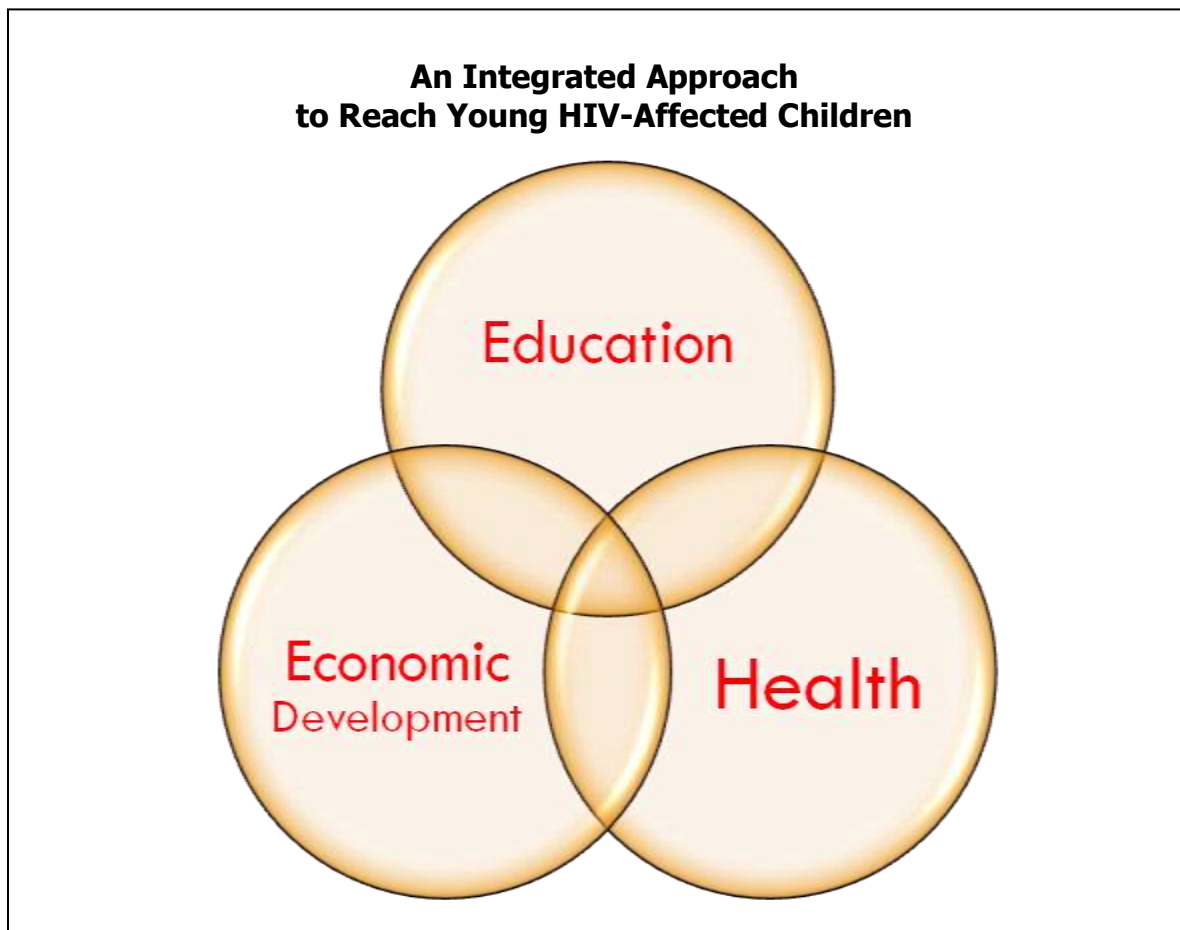 An Integrated Approach
to Reach Young HIV-Affected Children
Education
Economic
Development
Health